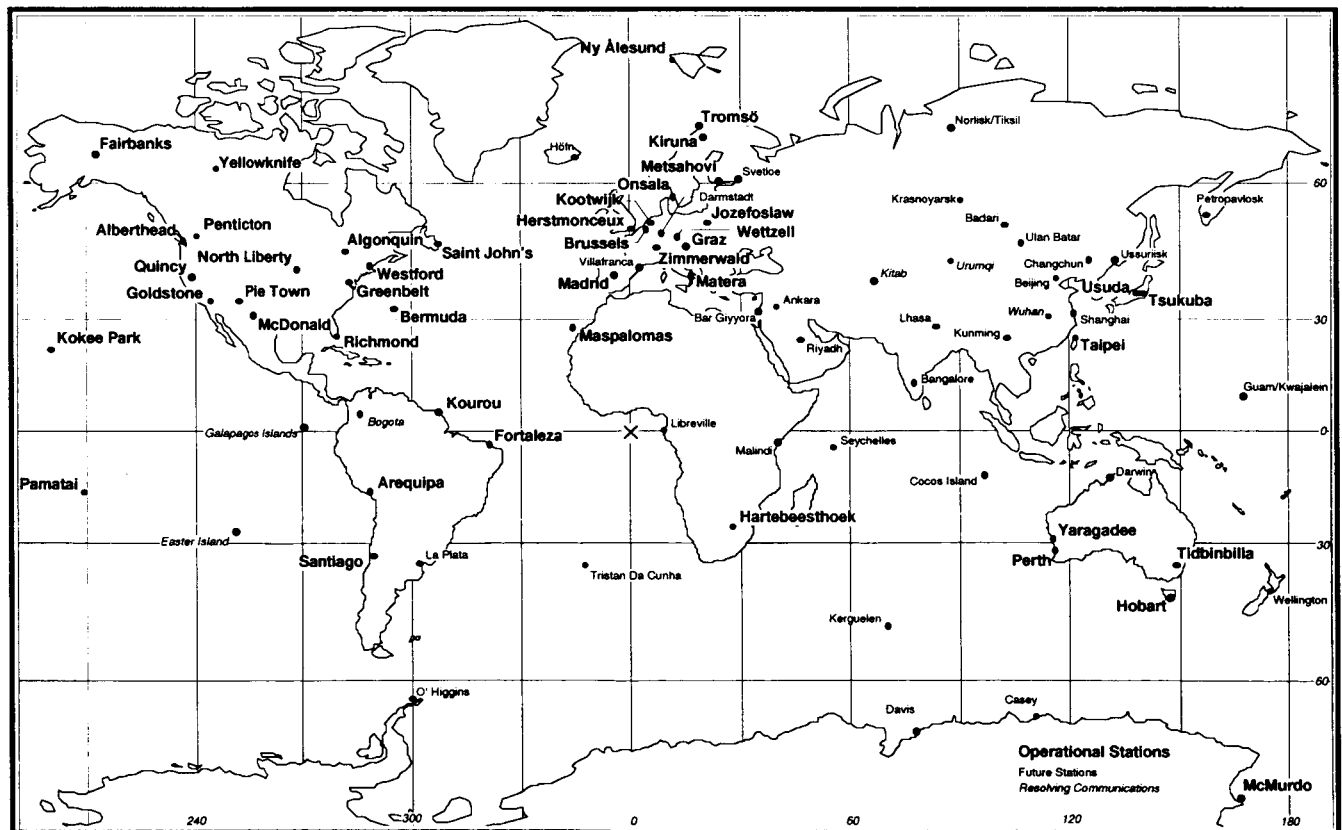 Ny Ålesund
Tromsö
Norlisk/Tiksil
Fairbanks
Kiruna
Höfn
Yellowknife
Metsahovi
Svetloe
60
Onsala
Darmstadt
Krasnoyarsk
Petropavlosk
Kootwijk
Jozefoslaw
Badari
Penticton
Herstmonceux
Alberthead
Wettzell
Ulan Batar
Algonquin
Brussels
Graz
Saint John's
North Liberty
Zimmerwald
Villafranca
Changchun
Ussuriisk
Quincy
Westford
Kitab
Urumqi
Madrid
Matera
Beijing
Usuda
Goldstone
Pie Town
Greenbelt
Tsukuba
Ankara
Bermuda
McDonald
Bar Giyyora
Lhasa
Wuhan
Shanghai
30
Kokee Park
Richmond
Maspalomas
Riyadh
Kunming
Taipei
Bangalore
Guam/Kwajalein
Kourou
Bogota
Galapagos Islands
Libreville
0
Fortaleza
Malindi
Seychelles
Pamatai
Arequipa
Cocos Island
Darwin
Hartebeesthoek
Easter Island
Yaragadee
30
Santiago
La Plata
Perth
Tidbinbilla
Tristan Da Cunha
Hobart
Wellington
Kerguelen
60
O' Higgins
Davis
Casey
Operational Stations
Future Stations
Resolving Communications
McMurdo
240
300
0
60
120
180